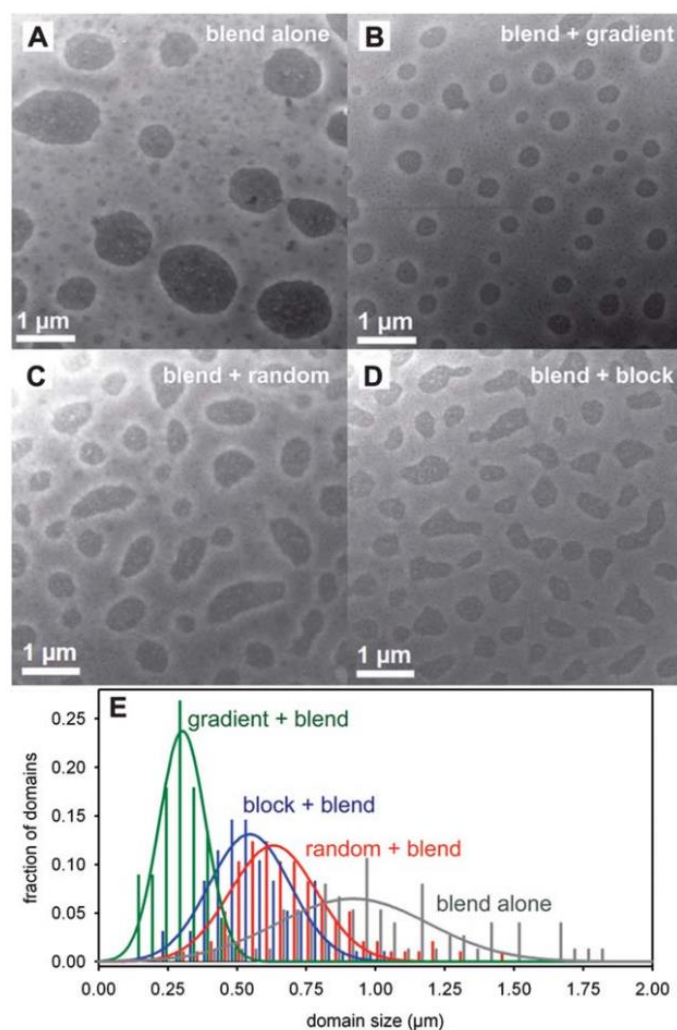 A blend alone
B blend + gradient
1 µm
1 µm
C blend + random
D blend + block
1 µm
1 µm
E
gradient + blend
block + blend
random + blend
blend alone
fraction of domains
0.25
0.20
0.15
0.10
0.05
0.00
0.00 0.25 0.50 0.75 1.00 1.25 1.50 1.75 2.00
domain size (µm)